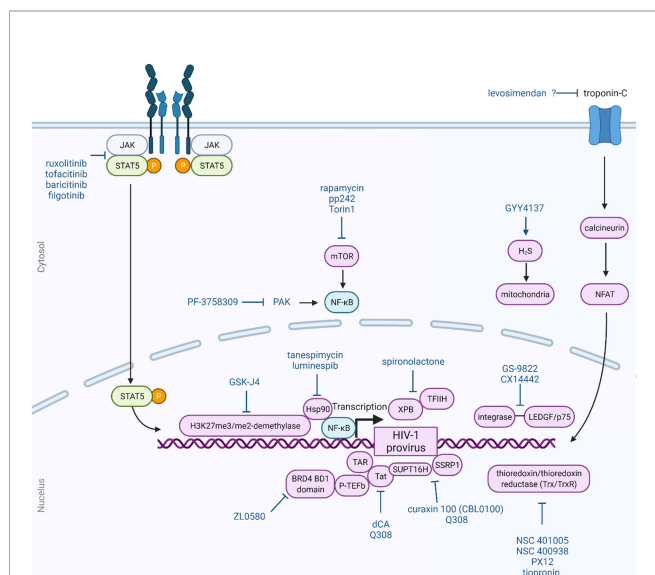 levosimendan ?
troponin-C
JAK
JAK
STAT5
P
P
STAT5
ruxolitinib
tofacitinib
baricitinib
filgotinib
rapamycin
pp242
Torin1
mTOR
PF-3758309
PAK
NF-κB
GYY4137
H₂S
mitochondria
calcineurin
NFAT
Cytosol
STAT5
P
GSK-J4
tanespimycin
luminespib
spironolactone
GS-9822
CX14442
H3K27me3/me2-demethylase
Hsp90
NF-κB
Transcription
XPB
TFIIH
integrase
LEDGF/p75
HIV-1
provirus
TAR
Tat
SUPT16H
SSRP1
BRD4 BD1
domain
P-TEFb
thioredoxin/thioredoxin
reductase (Trx/TrxR)
ZL0580
dCA
Q308
curaxin 100 (CBL0100)
Q308
NSC 401005
NSC 400938
PX12
tiopronin
Nucelus